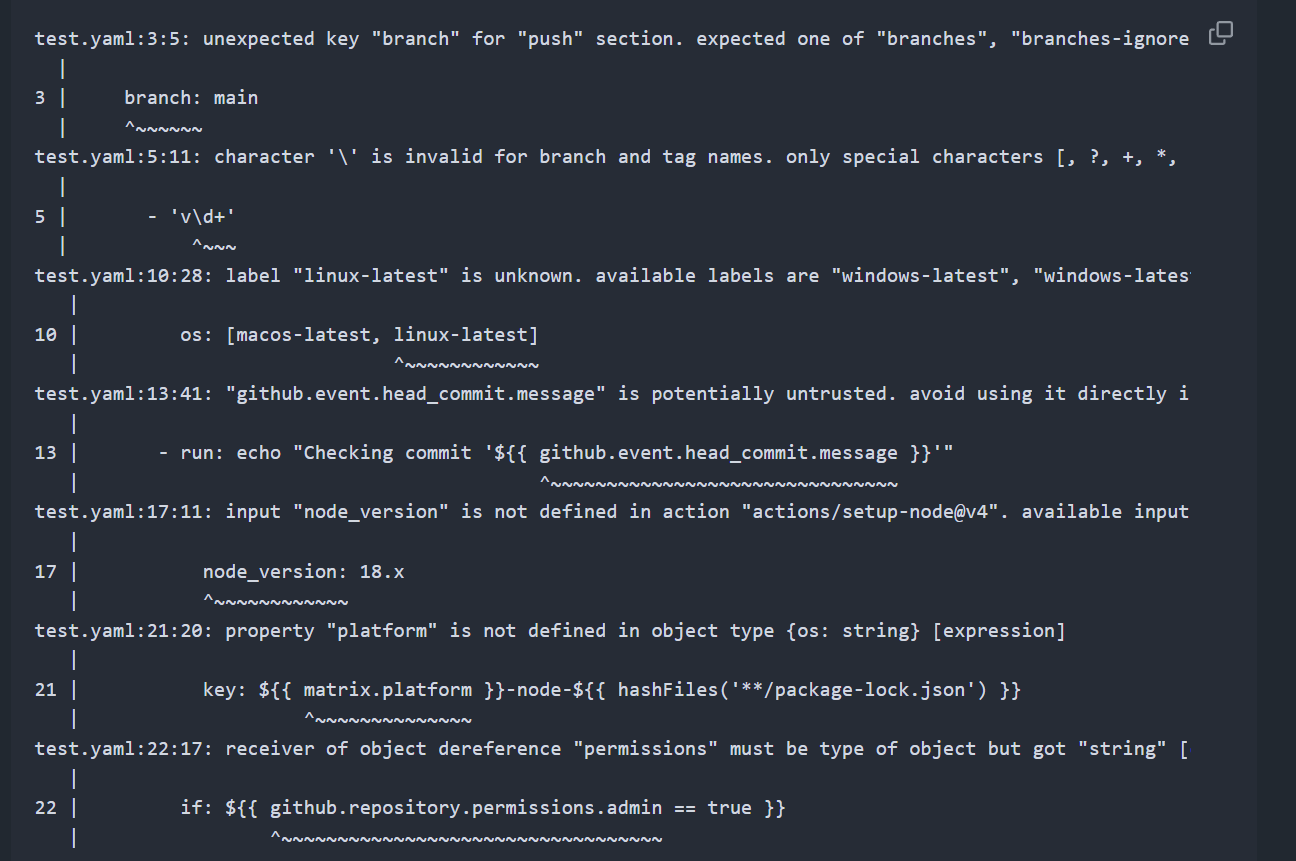 test.yaml:3:5: unexpected key "branch" for "push" section. expected one of "branches", "branches-ignore
  |
3 |     branch: main
  |     ^~~~~~~
test.yaml:5:11: character '\' is invalid for branch and tag names. only special characters [, ?, +, *,
  |
5 |       - 'v\d+'
  |           ^~~~
test.yaml:10:28: label "linux-latest" is unknown. available labels are "windows-latest", "windows-lates
   |
10 |         os: [macos-latest, linux-latest]
   |                            ^~~~~~~~~~~~~
test.yaml:13:41: "github.event.head_commit.message" is potentially untrusted. avoid using it directly i
   |
13 |       - run: echo "Checking commit '${{ github.event.head_commit.message }}'"
   |                                         ^~~~~~~~~~~~~~~~~~~~~~~~~~~~~~~~
test.yaml:17:11: input "node_version" is not defined in action "actions/setup-node@v4". available input
   |
17 |           node_version: 18.x
   |           ^~~~~~~~~~~~~
test.yaml:21:20: property "platform" is not defined in object type {os: string} [expression]
   |
21 |           key: ${{ matrix.platform }}-node-${{ hashFiles('**/package-lock.json') }}
   |                    ^~~~~~~~~~~~~~~
test.yaml:22:17: receiver of object dereference "permissions" must be type of object but got "string" [
   |
22 |         if: ${{ github.repository.permissions.admin == true }}
   |                 ^~~~~~~~~~~~~~~~~~~~~~~~~~~~~~~~~~~